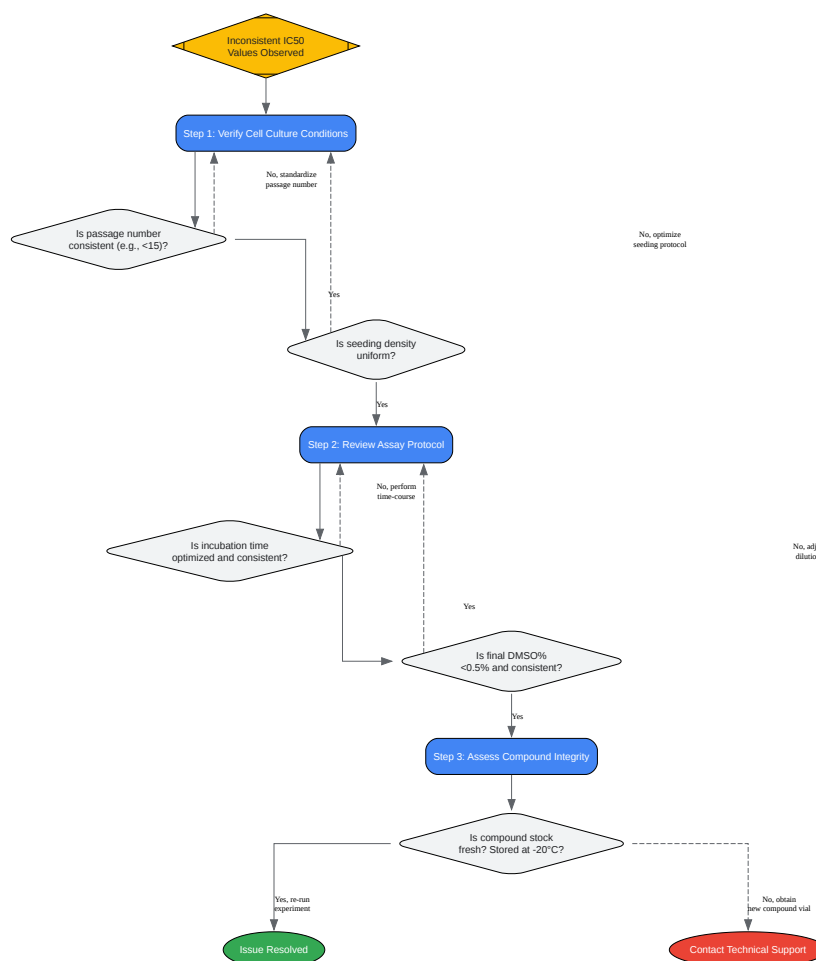 Inconsistent IC50
Values Observed
Step 1: Verify Cell Culture Conditions
No, standardize
passage number
Is passage number
consistent (e.g., <15)?
No, optimize
seeding protocol
Yes
Is seeding density
uniform?
Yes
Step 2: Review Assay Protocol
No, perform
time-course
Is incubation time
optimized and consistent?
No, adj
dilutio
Yes
Is final DMSO%
<0.5% and consistent?
Yes
Step 3: Assess Compound Integrity
Is compound stock
fresh? Stored at -20°C?
Yes, re-run
experiment
No, obtain
new compound vial
Issue Resolved
Contact Technical Support